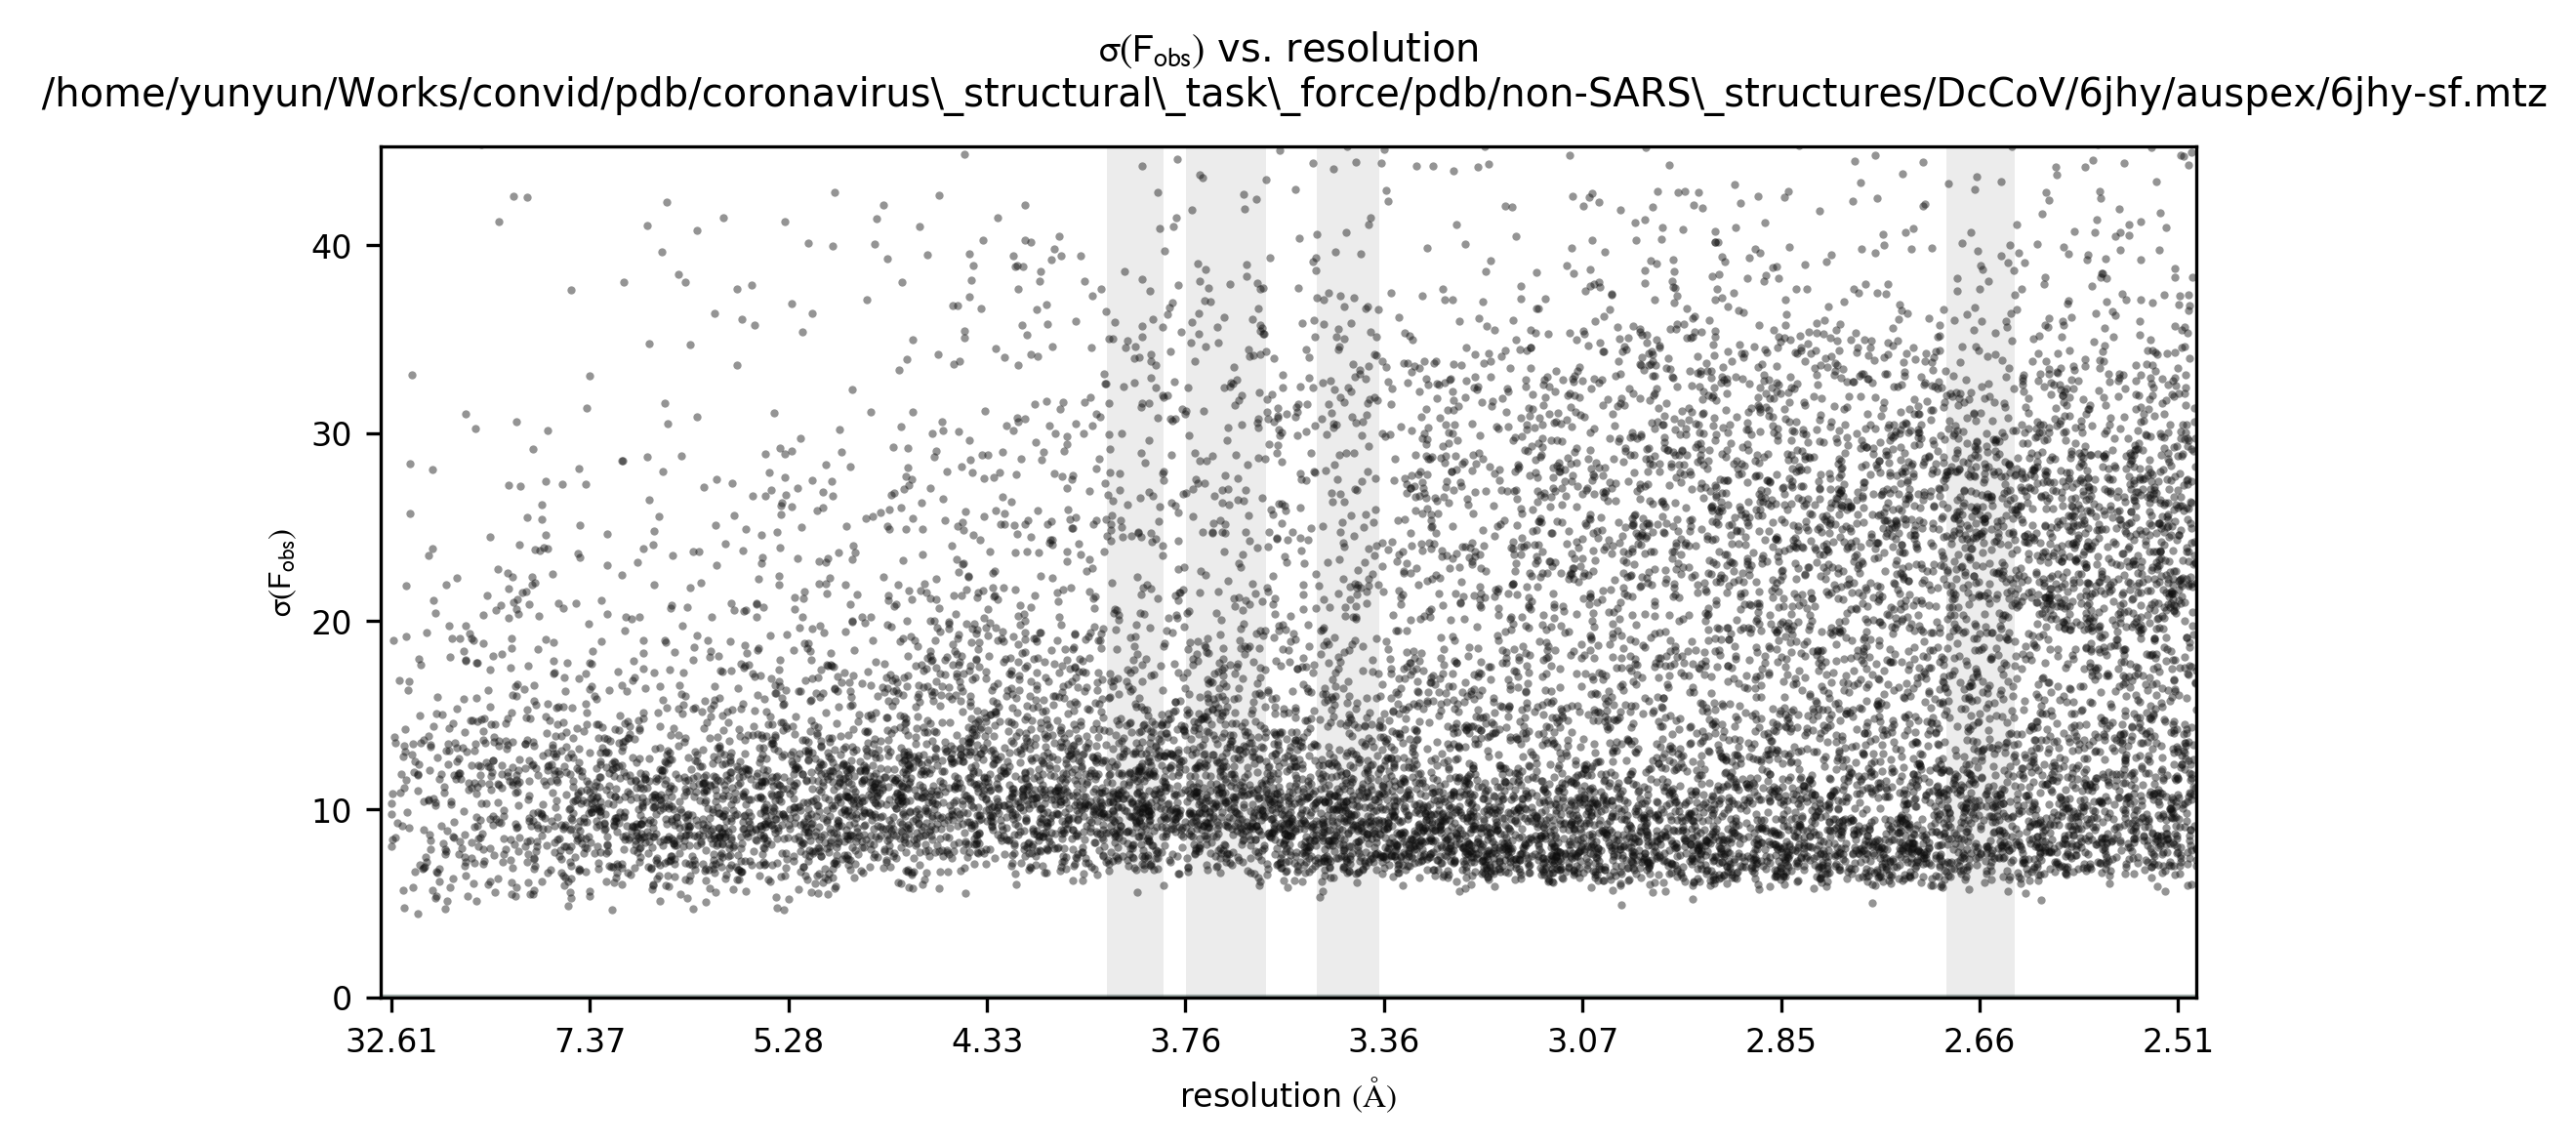 σ(Fobs) vs. resolution
/home/yunyun/Works/convid/pdb/coronavirus\_structural\_task\_force/pdb/non-SARS\_structures/DcCoV/6jhy/auspex/6jhy-sf.mtz
σ(Fobs)
40
30
20
10
0
32.61 7.37 5.28 4.33 3.76 3.36 3.07 2.85 2.66 2.51
resolution (Å)